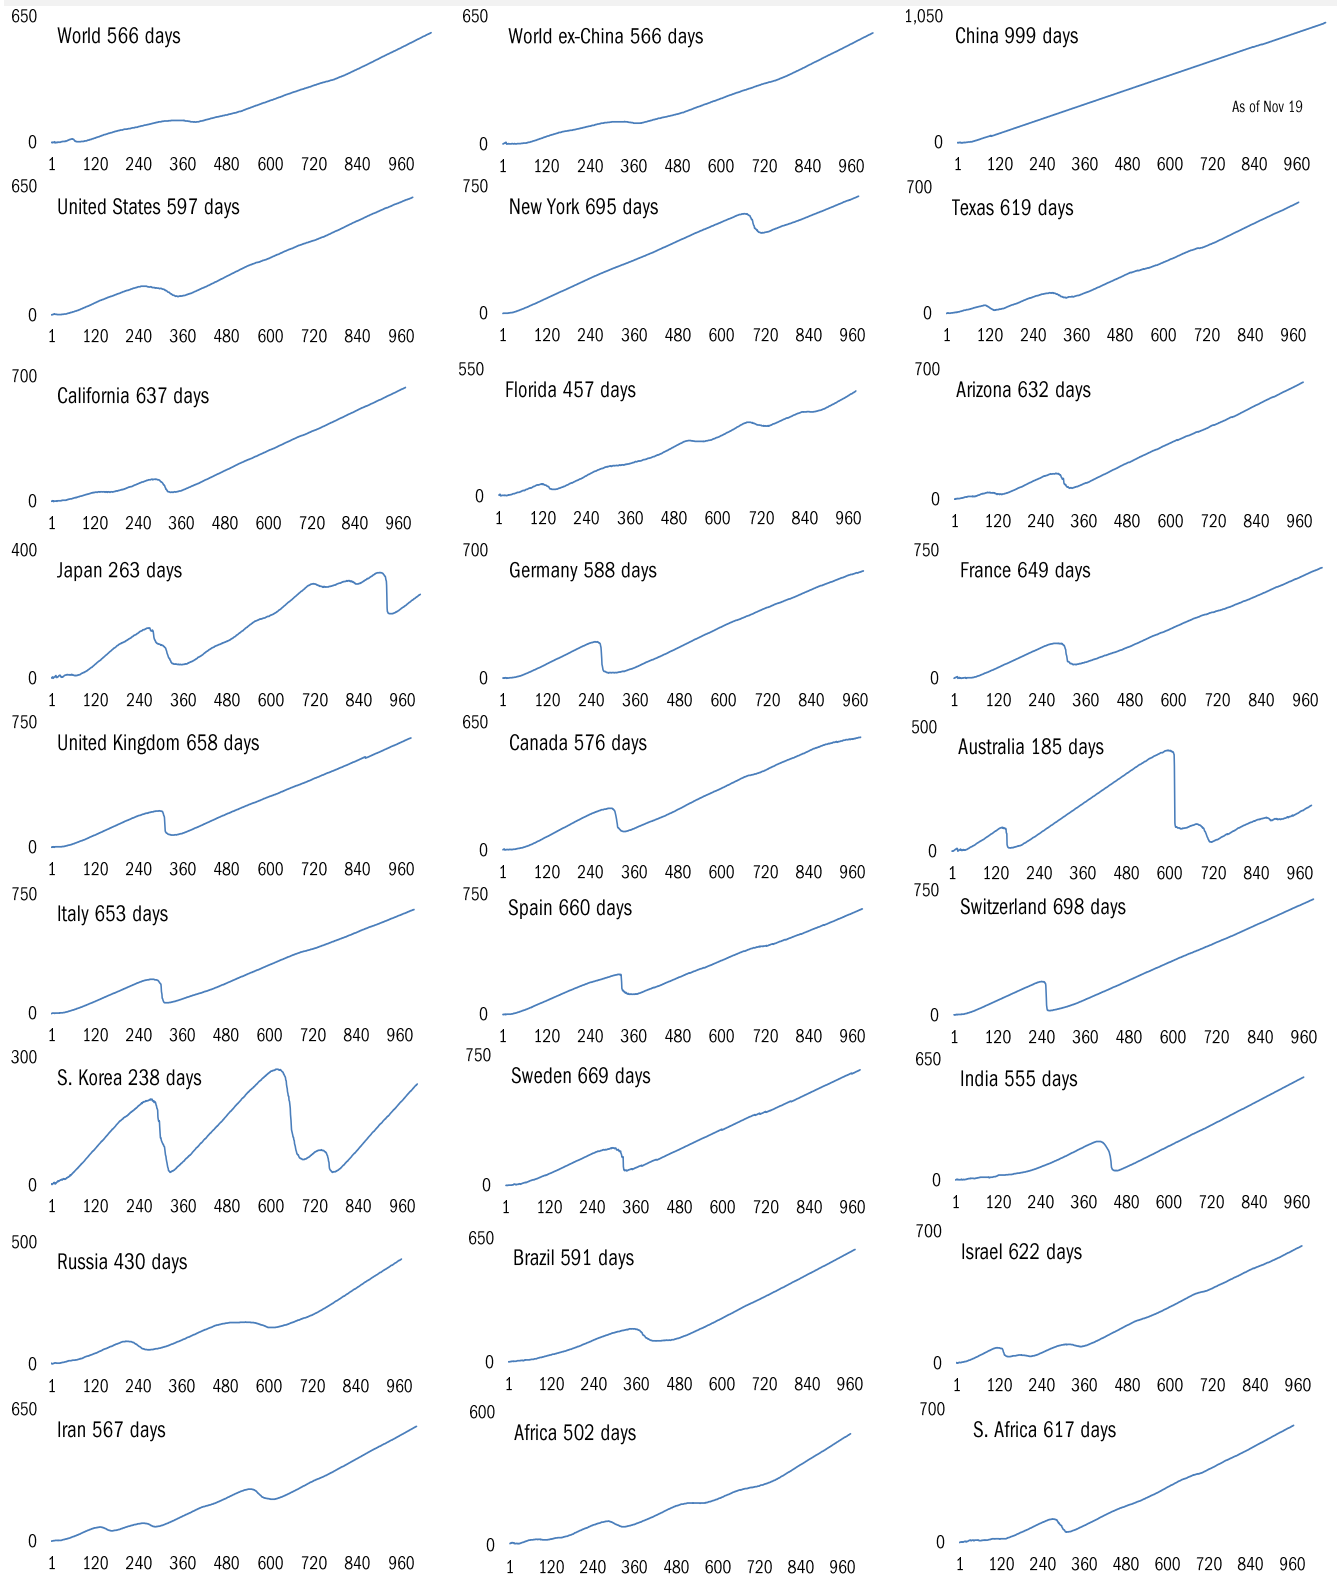 650 650 1,050
World 566 days World ex-China 566 days China 999 days
As of Nov 19
0 0 0
1 120 240 360 480 600 720 840 960 1 120 240 360 480 600 720 840 960 1 120 240 360 480 600 720 840 960
650 750 700
United States 597 days New York 695 days Texas 619 days
0 0 0
1 120 240 360 480 600 720 840 960 1 120 240 360 480 600 720 840 960 1 120 240 360 480 600 720 840 960
700 550 700
California 637 days Florida 457 days Arizona 632 days
0 0 0
1 120 240 360 480 600 720 840 960 1 120 240 360 480 600 720 840 960 1 120 240 360 480 600 720 840 960
400 700 750
Japan 263 days Germany 588 days France 649 days
0 0 0
1 120 240 360 480 600 720 840 960 1 120 240 360 480 600 720 840 960 1 120 240 360 480 600 720 840 960
750 650 500
United Kingdom 658 days Canada 576 days Australia 185 days
0 0 0
1 120 240 360 480 600 720 840 960 1 120 240 360 480 600 720 840 960 1 120 240 360 480 600 720 840 960
750 750 750
Italy 653 days Spain 660 days Switzerland 698 days
0 0 0
1 120 240 360 480 600 720 840 960 1 120 240 360 480 600 720 840 960 1 120 240 360 480 600 720 840 960
300 750 650
S. Korea 238 days Sweden 669 days India 555 days
0 0 0
1 120 240 360 480 600 720 840 960 1 120 240 360 480 600 720 840 960 1 120 240 360 480 600 720 840 960
500 650 700
Russia 430 days Brazil 591 days Israel 622 days
0 0 0
1 120 240 360 480 600 720 840 960 1 120 240 360 480 600 720 840 960 1 120 240 360 480 600 720 840 960
650 600 700
Iran 567 days Africa 502 days S. Africa 617 days
0 0 0
1 120 240 360 480 600 720 840 960 1 120 240 360 480 600 720 840 960 1 120 240 360 480 600 720 840 960